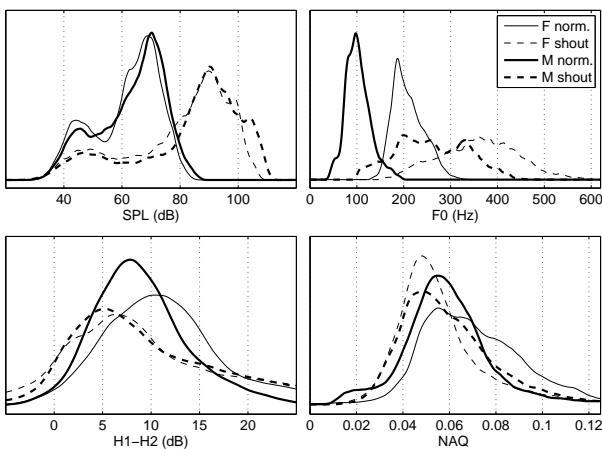 F norm.
F shout
M norm.
M shout
40 60 80 100
SPL (dB)
0 100 200 300 400 500 600
F0 (Hz)
0 5 10 15 20
H1−H2 (dB)
0 0.02 0.04 0.06 0.08 0.1 0.12
NAQ